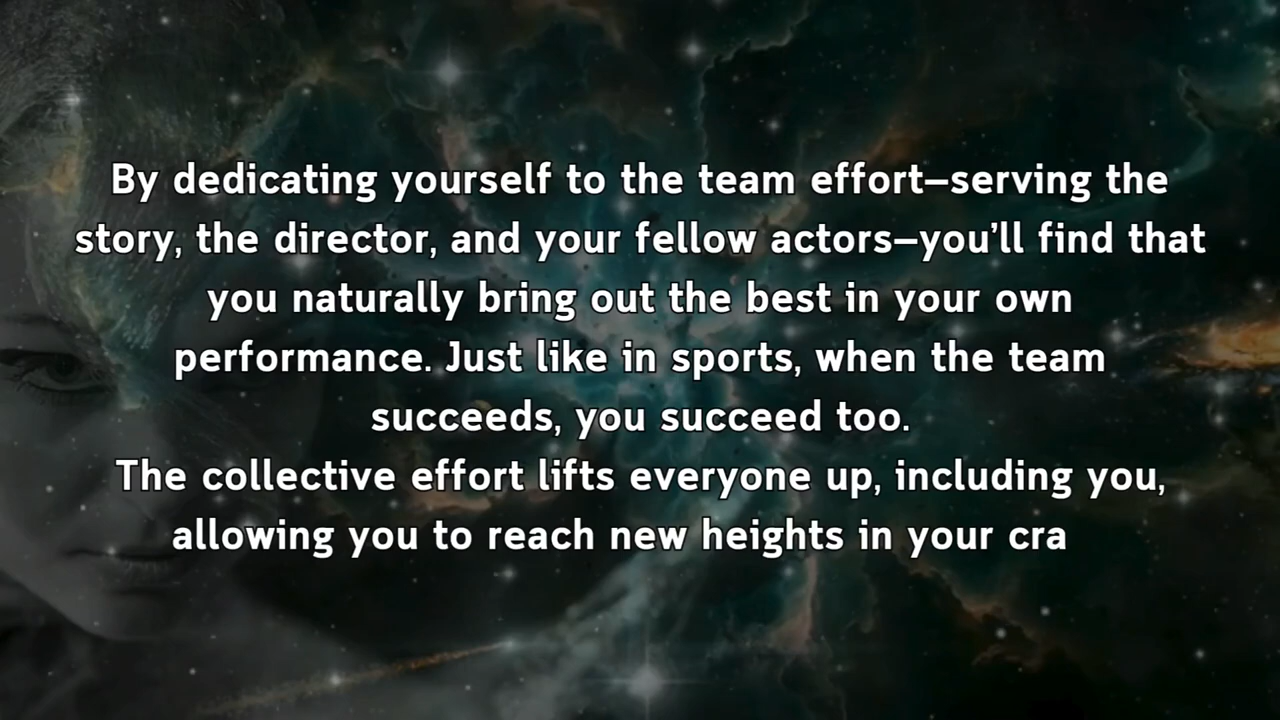 By dedicating yourself to the team effort—serving the
story, the director, and your fellow actors—you’ll find that
you naturally bring out the best in your own
performance. Just like in sports, when the team
succeeds, you succeed too.
The collective effort lifts everyone up, including you,
allowing you to reach new heights in your cra